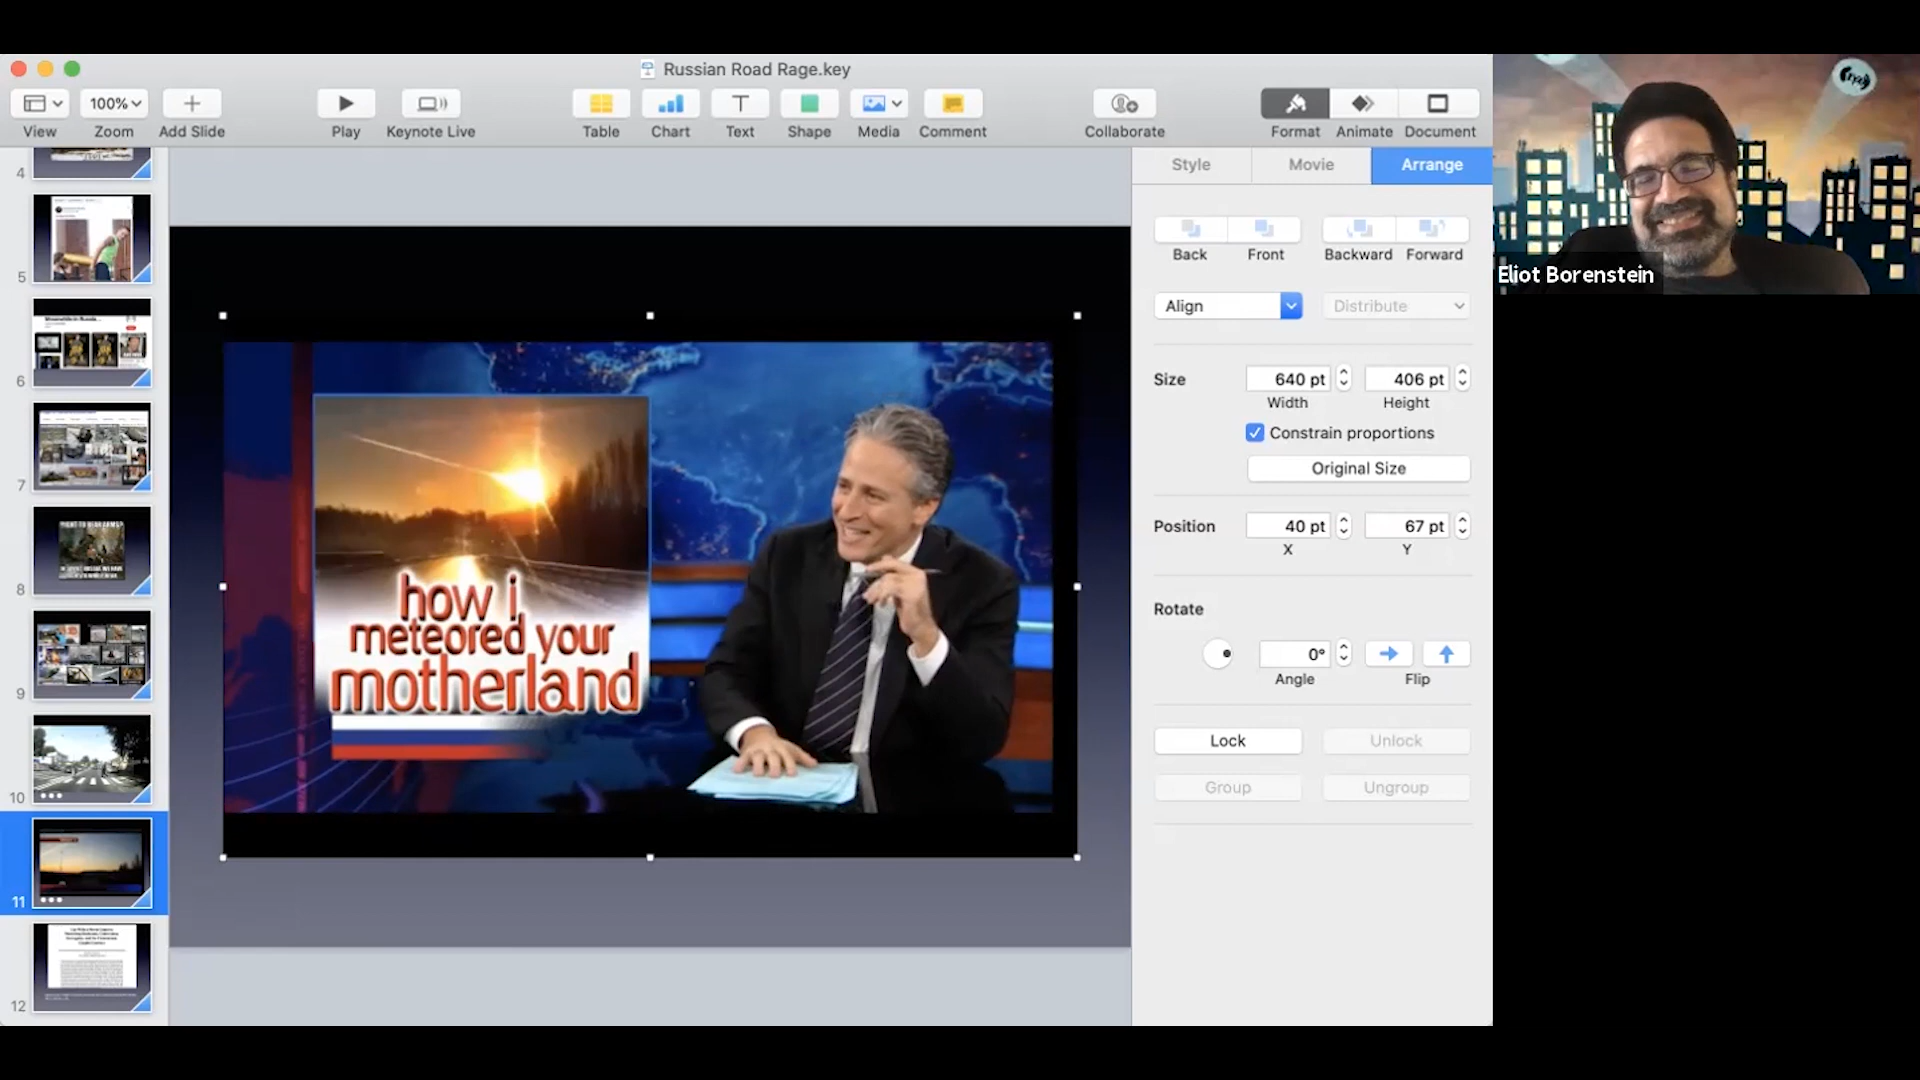 Russian Road Rage.key
100%
View
Zoom
Add Slide
Play
Keynote Live
Table
Chart
Text
Shape
Media
Comment
Collaborate
Format
Animate
Document
4
5
6
7
8
9
10
11
12
how i
meteored your
motherland
Style
Movie
Arrange
Back
Front
Backward
Forward
Align
Distribute
Size
640 pt
406 pt
Width
Height
Constrain proportions
Original Size
Position
40 pt
67 pt
X
Y
Rotate
0°
Angle
Flip
Lock
Unlock
Group
Ungroup
Eliot Borenstein